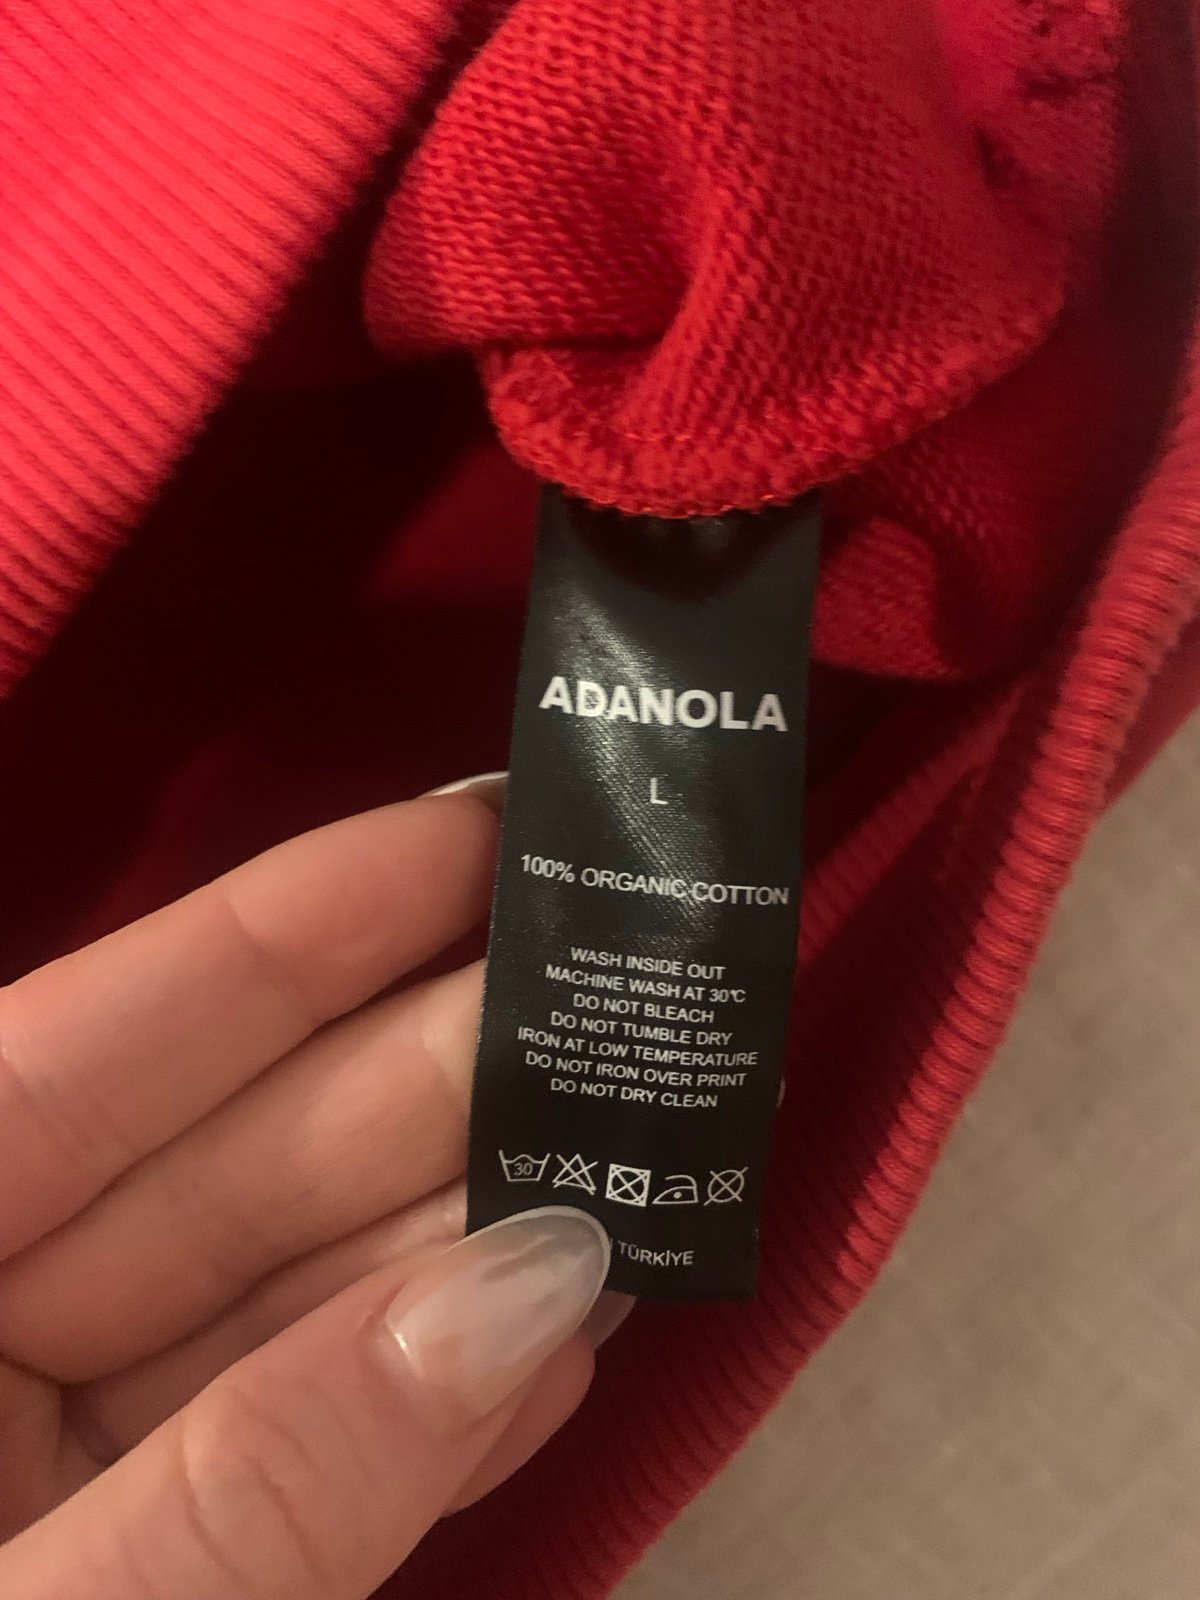 ADANOLA
L
100% ORGANIC COTTON
WASH INSIDE OUT
MACHINE WASH AT 30°C
DO NOT BLEACH
DO NOT TUMBLE DRY
IRON AT LOW TEMPERATURE
DO NOT IRON OVER PRINT
DO NOT DRY CLEAN
30
TÜRKİYE